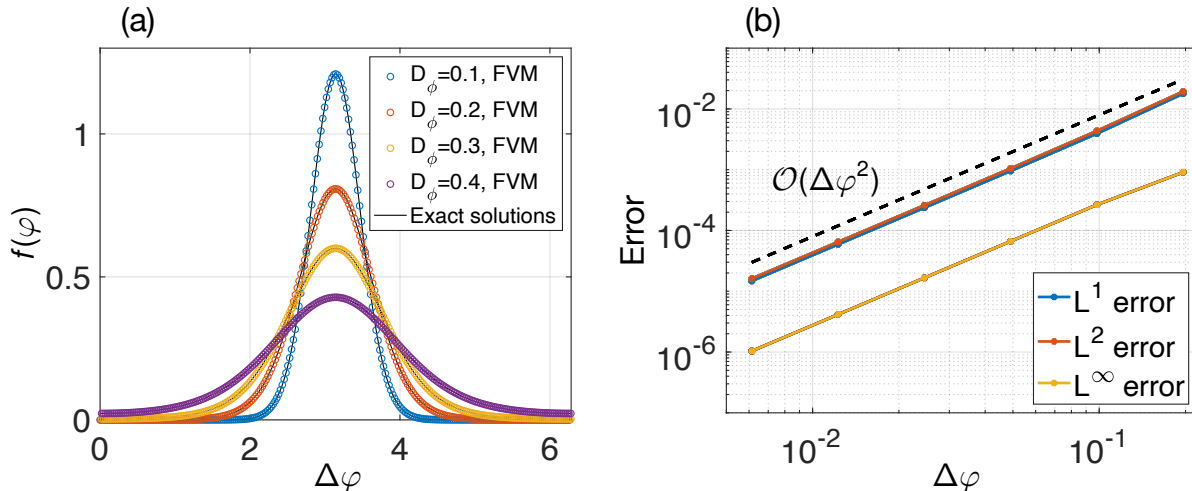 (a)
f(φ)
1
0.5
0
0
2
4
6
Δφ
D_ϕ=0.1, FVM
D_ϕ=0.2, FVM
D_ϕ=0.3, FVM
D_ϕ=0.4, FVM
Exact solutions
(b)
Error
10^-2
10^-4
10^-6
10^-2
10^-1
Δφ
𝒪(Δφ^2)
L^1 error
L^2 error
L^∞ error